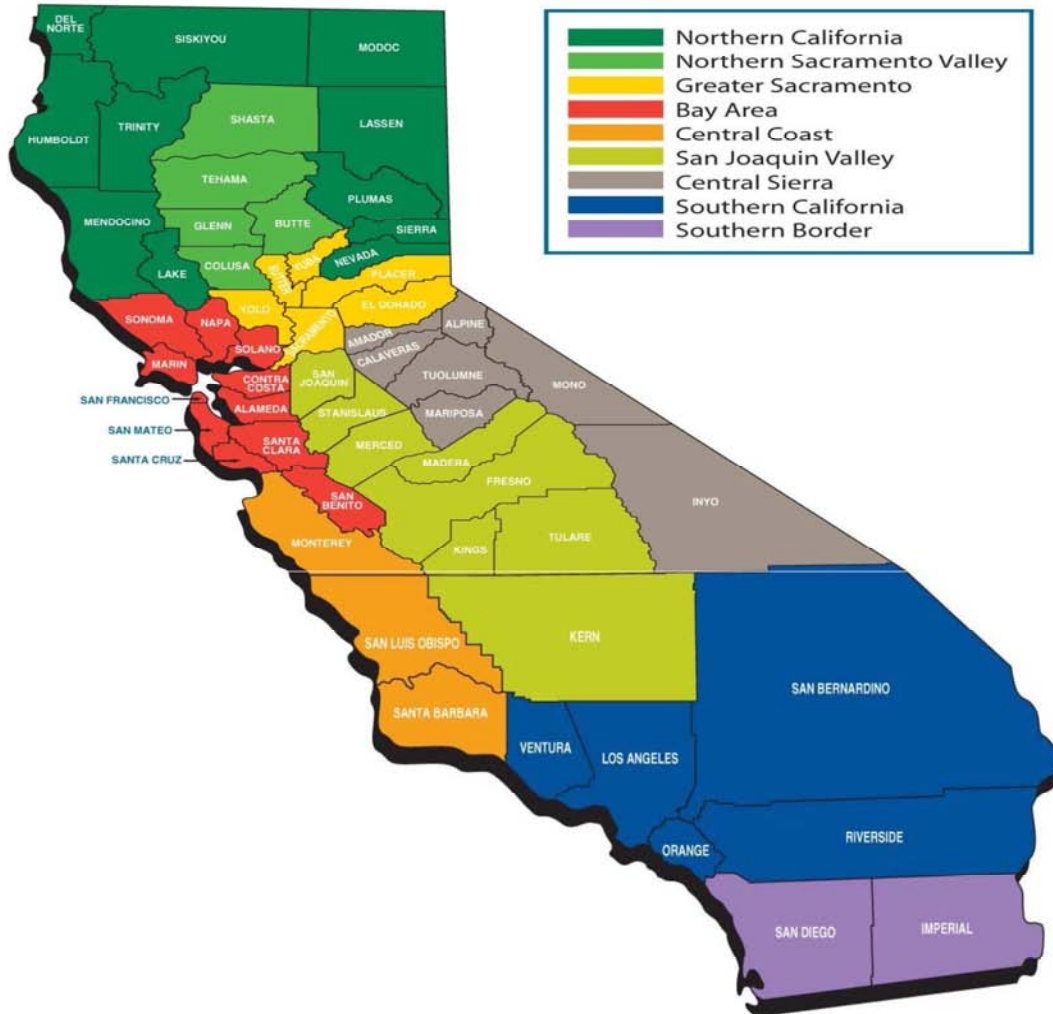 Northern California
Northern Sacramento Valley
Greater Sacramento
Bay Area
Central Coast
San Joaquin Valley
Central Sierra
Southern California
Southern Border
DEL
NORTE
SISKIYOU
MODOC
HUMBOLDT
TRINITY
SHASTA
LASSEN
TEHAMA
PLUMAS
MENDOCINO
GLENN
BUTTE
SIERRA
LAKE
COLUSA
SUTTER
YUBA
NEVADA
PLACER
EL DORADO
SONOMA
NAPA
YOLO
SACRAMENTO
AMADOR
ALPINE
SOLANO
MARIN
CALAVERAS
SAN
JOAQUIN
TUOLUMNE
MONO
CONTRA
COSTA
SAN FRANCISCO
ALAMEDA
STANISLAUS
MARIPOSA
SAN MATEO
SANTA
CLARA
MERCED
SANTA CRUZ
MADERA
FRESNO
SAN
BENITO
INYO
MONTEREY
KINGS
TULARE
SAN LUIS OBISPO
KERN
SAN BERNARDINO
SANTA BARBARA
VENTURA
LOS ANGELES
ORANGE
RIVERSIDE
SAN DIEGO
IMPERIAL